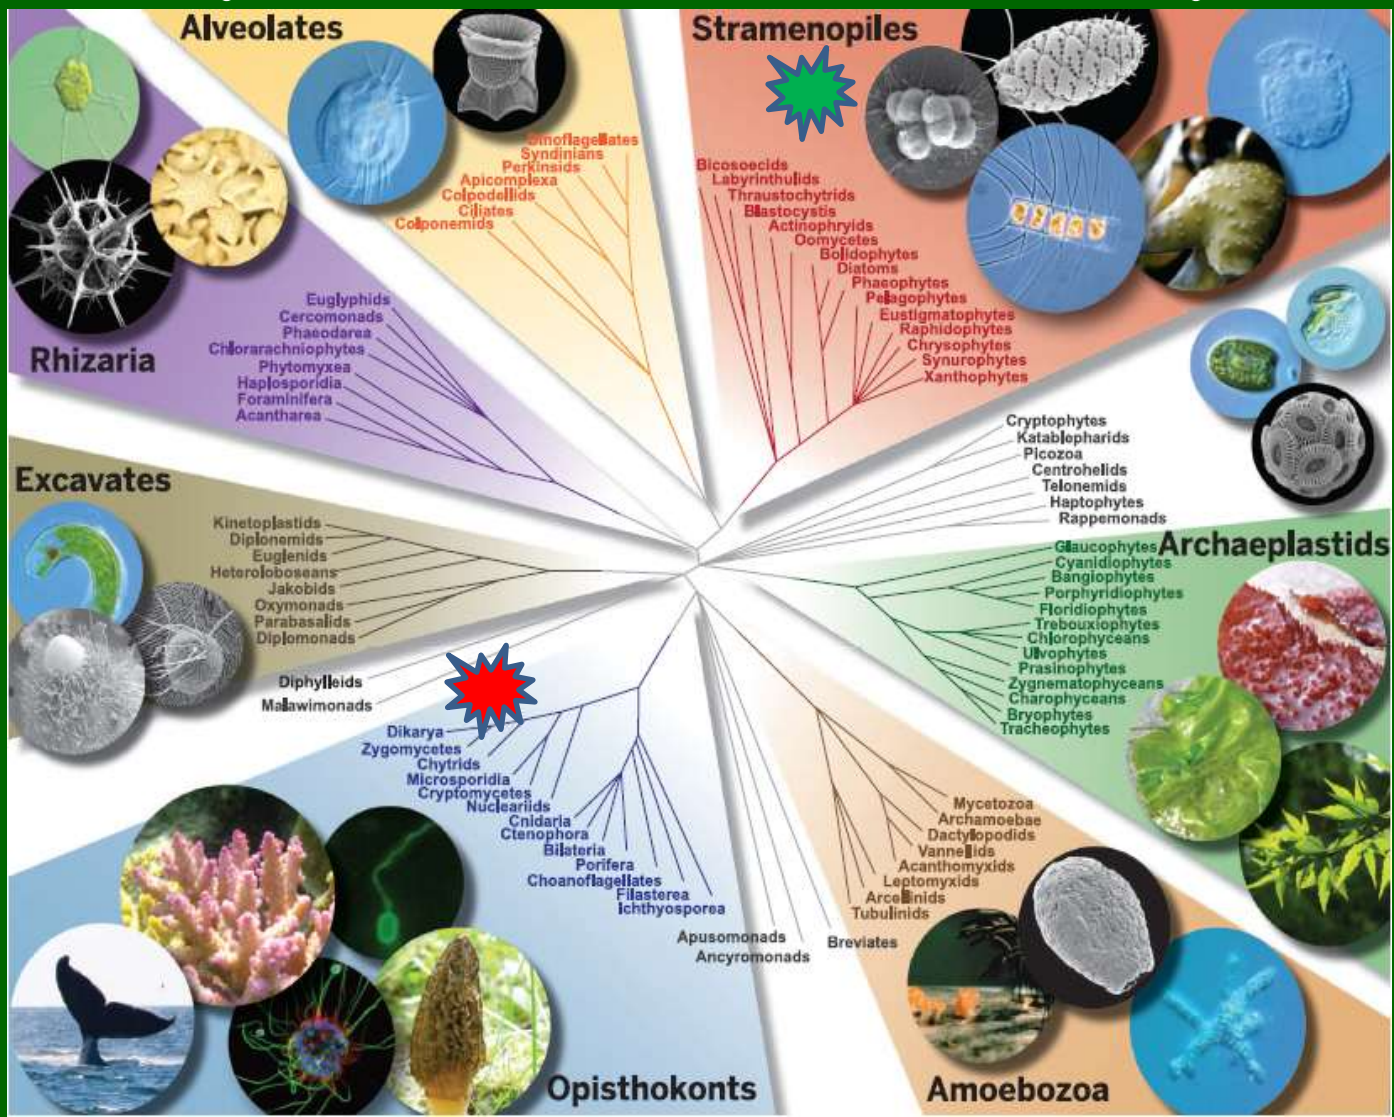 Alveolates
Dinoflagellates
Syndinians
Perkinsids
Apicomplexa
Colpodellids
Ciliates
Colponemids
Stramenopiles
Bicosoecids
Labyrinthulids
Thraustochytrids
Blastocystis
Actinophryids
Oomycetes
Bolidophytes
Diatoms
Phaeophytes
Pelagophytes
Eustigmatophytes
Raphidophytes
Chrysophytes
Synurophytes
Xanthophytes
Rhizaria
Euglyphids
Cercomonads
Phaeodarea
Chlorarachniophytes
Phytomyxea
Haplosporidia
Foraminifera
Acantharea
Cryptophytes
Katablepharids
Picozoa
Centrohelids
Telonemids
Haptophytes
Rappemonads
Excavates
Kinetoplastids
Diplonemids
Euglenids
Heteroloboseans
Jakobids
Oxymonads
Parabasalids
Diplomonads
Diphylleids
Malawimonads
Archaeplastids
Glaucophytes
Cyanidiophytes
Bangiophytes
Porphyridiophytes
Floridiophytes
Trebouxiophytes
Chlorophyceans
Ulvophytes
Prasinophytes
Zygnematophyceans
Charophyceans
Bryophytes
Tracheophytes
Dikarya
Zygomycetes
Chytrids
Microsporidia
Cryptomycetes
Nucleariids
Cnidaria
Ctenophora
Bilateria
Porifera
Choanoflagellates
Filasterea
Ichthyosporea
Opisthokonts
Apusomonads
Ancyromonads
Breviates
Mycetozoa
Archamoebae
Dactylopodids
Vannellids
Acanthomyxids
Leptomyxids
Arcellinids
Tubulinids
Amoebozoa